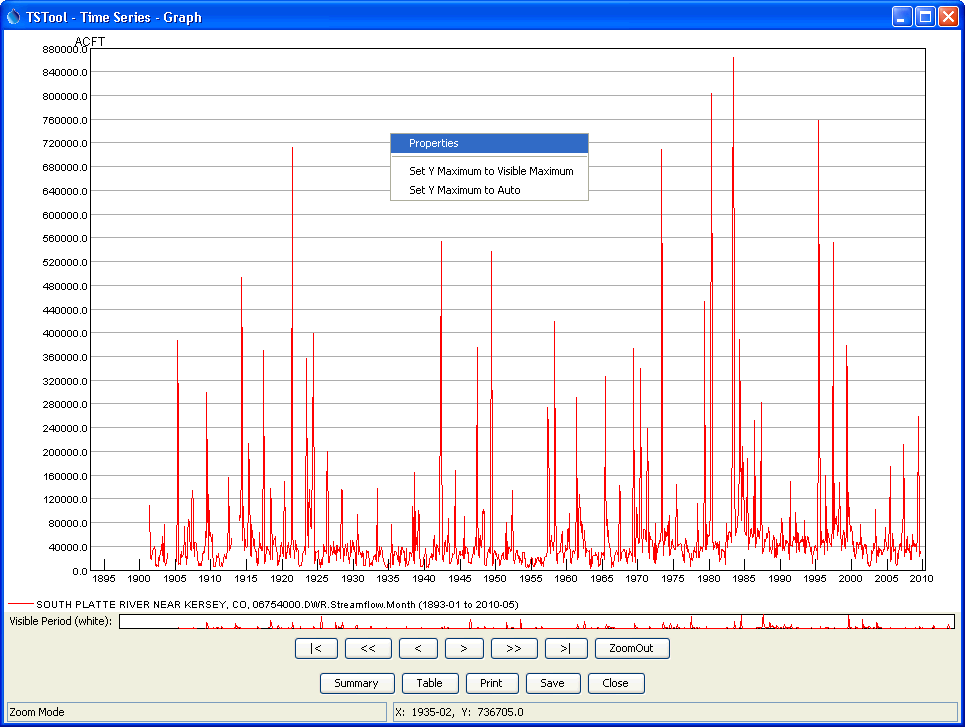 TSTool - Time Series - Graph
ACFT
880000.0
840000.0
800000.0
760000.0
720000.0
680000.0
640000.0
600000.0
560000.0
520000.0
480000.0
440000.0
400000.0
360000.0
320000.0
280000.0
240000.0
200000.0
160000.0
120000.0
80000.0
40000.0
0.0
Properties
Set Y Maximum to Visible Maximum
Set Y Maximum to Auto
1895 1900 1905 1910 1915 1920 1925 1930 1935 1940 1945 1950 1955 1960 1965 1970 1975 1980 1985 1990 1995 2000 2005 2010
SOUTH PLATTE RIVER NEAR KERSEY, CO, 06754000.DWR.Streamflow.Month (1893-01 to 2010-05)
Visible Period (white):
|< << < > >> >| ZoomOut
Summary Table Print Save Close
Zoom Mode X: 1935-02, Y: 736705.0